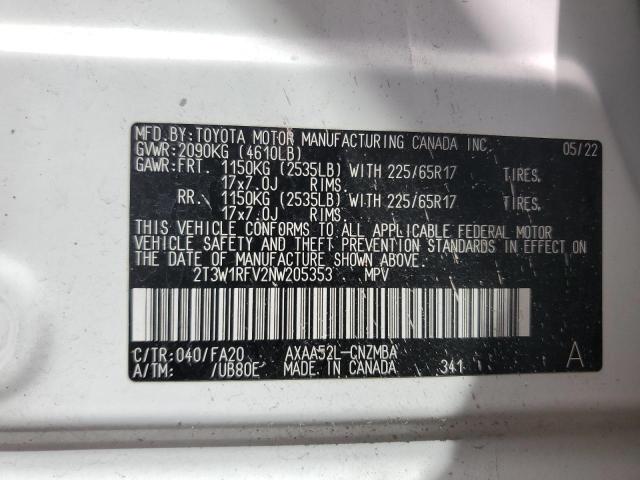 MFD.BY:TOYOTA MOTOR MANUFACTURING CANADA INC. 05/22
GVWR:2090KG (4610LB)
GAWR:FRT. 1150KG (2535LB) WITH 225/65R17 TIRES,
17x7.0J RIMS.
RR. 1150KG (2535LB) WITH 225/65R17 TIRES,
17x7.0J RIMS.
THIS VEHICLE CONFORMS TO ALL APPLICABLE FEDERAL MOTOR
VEHICLE SAFETY AND THEFT PREVENTION STANDARDS IN EFFECT ON
THE DATE OF MANUFACTURE SHOWN ABOVE.
2T3W1RFV2NW205353 MPV
C/TR:040/FA20 AXAA52L-CNZMBA A
A/TM: /UB80E MADE IN CANADA 341